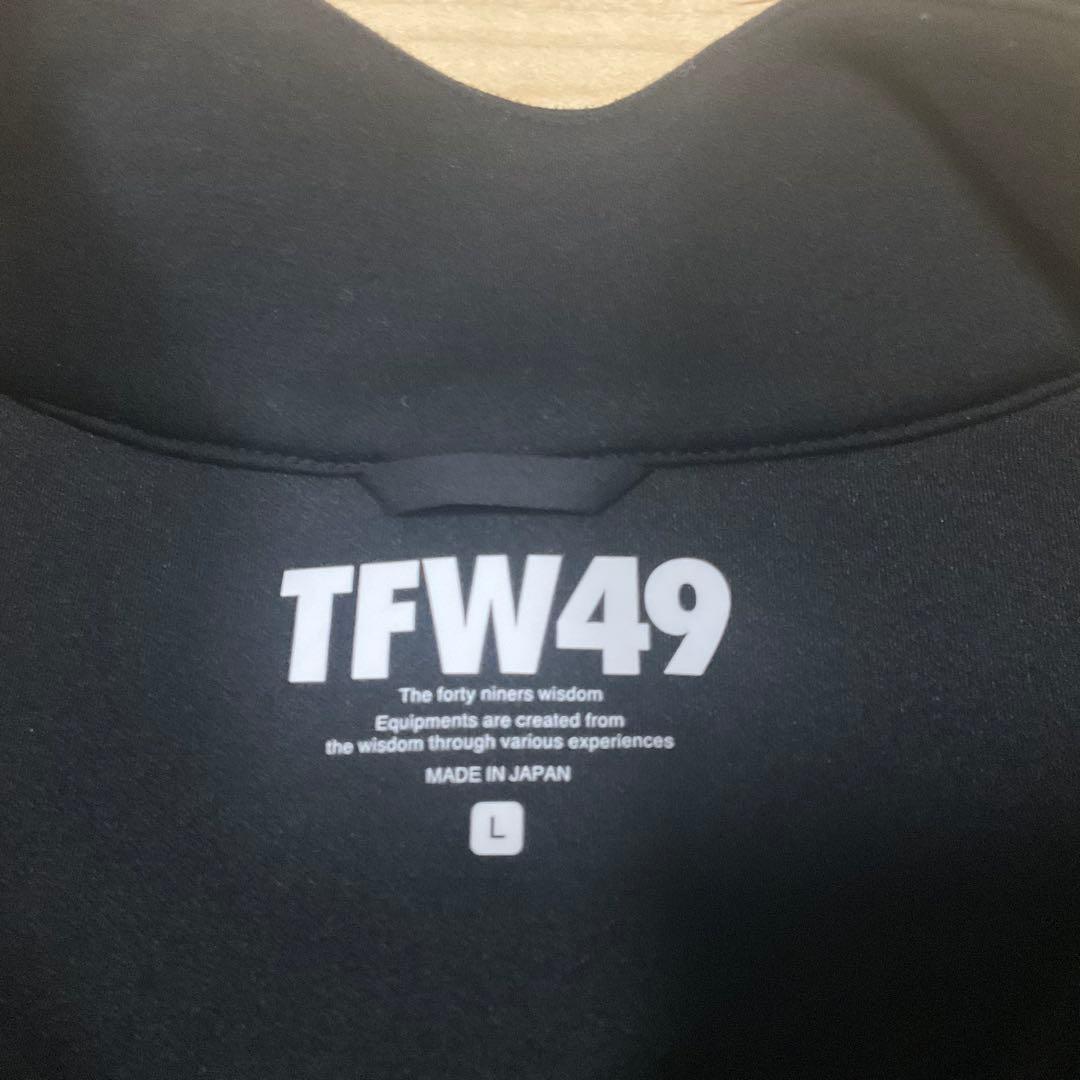 TFW49
The forty niners wisdom
Equipments are created from
the wisdom through various experiences
MADE IN JAPAN
L